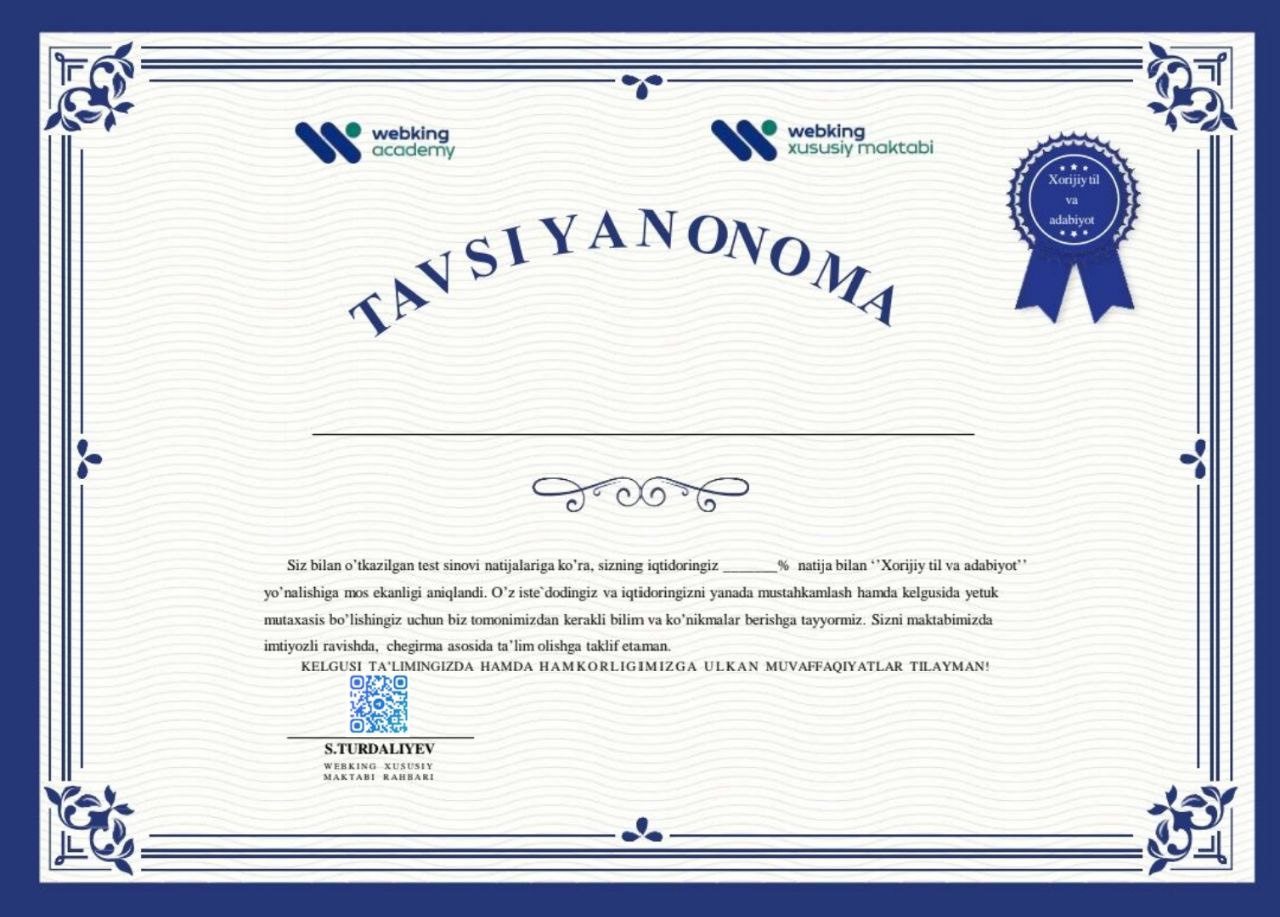 webking
academy
webking
xususiy maktabi
Xorijiy til
va
adabiyot
TAVSIYANONOMA
Siz bilan o’tkazilgan test sinovi natijalariga ko’ra, sizning iqtidoringiz _______% natija bilan ‘’Xorijiy til va adabiyot’’
yo’nalishiga mos ekanligi aniqlandi. O’z iste`dodingiz va iqtidoringizni yanada mustahkamlash hamda kelgusida yetuk
mutaxasis bo’lishingiz uchun biz tomonimizdan kerakli bilim va ko’nikmalar berishga tayyormiz. Sizni maktabimizda
imtiyozli ravishda, chegirma asosida ta’lim olishga taklif etaman.
KELGUSI TA’LIMINGIZDA HAMDA HAMKORLIGIMIZGA ULKAN MUVAFFAQIYATLAR TILAYMAN!
S.TURDALIYEV
WEBKING XUSUSIY
MAKTABI RAHBARI